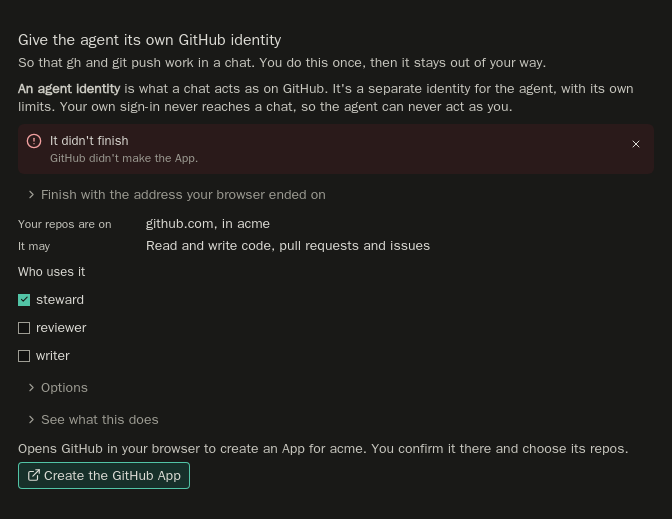 Give the agent its own GitHub identity
So that gh and git push work in a chat. You do this once, then it stays out of your way.
An agent identity is what a chat acts as on GitHub. It's a separate identity for the agent, with its own
limits. Your own sign-in never reaches a chat, so the agent can never act as you.
It didn't finish
GitHub didn't make the App.
Finish with the address your browser ended on
Your repos are on github.com, in acme
It may Read and write code, pull requests and issues
Who uses it
steward
reviewer
writer
Options
See what this does
Opens GitHub in your browser to create an App for acme. You confirm it there and choose its repos.
Create the GitHub App